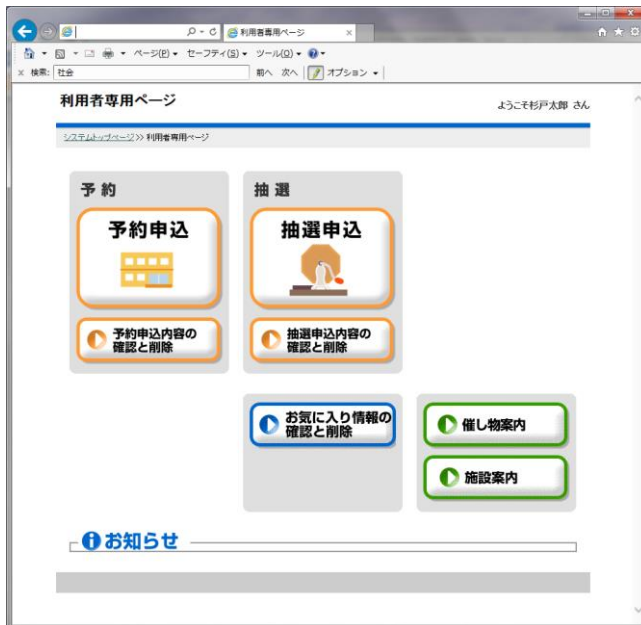 利用者専用ページ
ページ(P) セーフティ(S) ツール(O)
検索: 社会 前へ 次へ オプション
利用者専用ページ
ようこそ杉戸太郎 さん
システムトップページ>>利用者専用ページ
予約
予約申込
予約申込内容の
確認と削除
抽選
抽選申込
抽選申込内容の
確認と削除
お気に入り情報の
確認と削除
催し物案内
施設案内
お知らせ